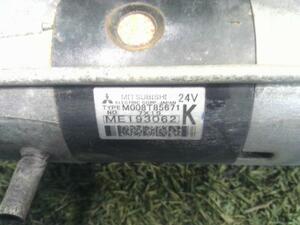 MITSUBISHI 24V
ELECTRIC CORP. JAPAN
TYPE M008T85671
NO
ME193062 K